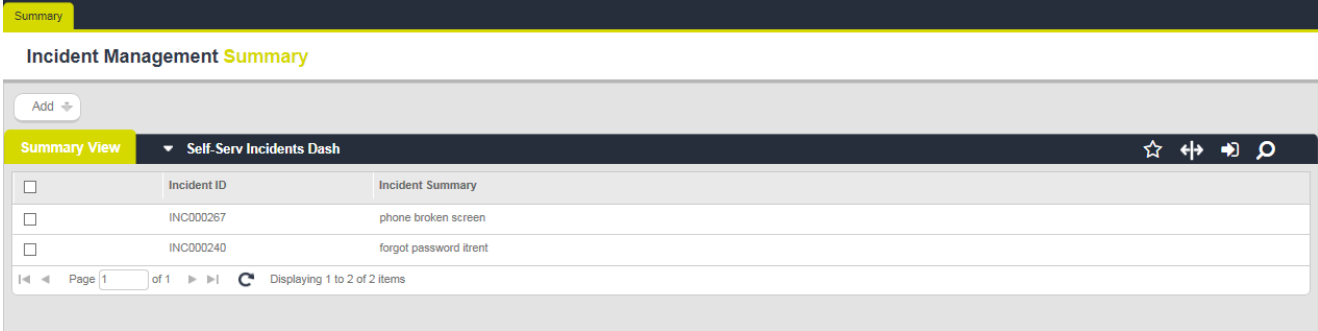 Summary
Incident Management Summary
Add
Summary View Self-Serv Incidents Dash
Incident ID Incident Summary
INC000267 phone broken screen
INC000240 forgot password itrent
Page 1 of 1 Displaying 1 to 2 of 2 items